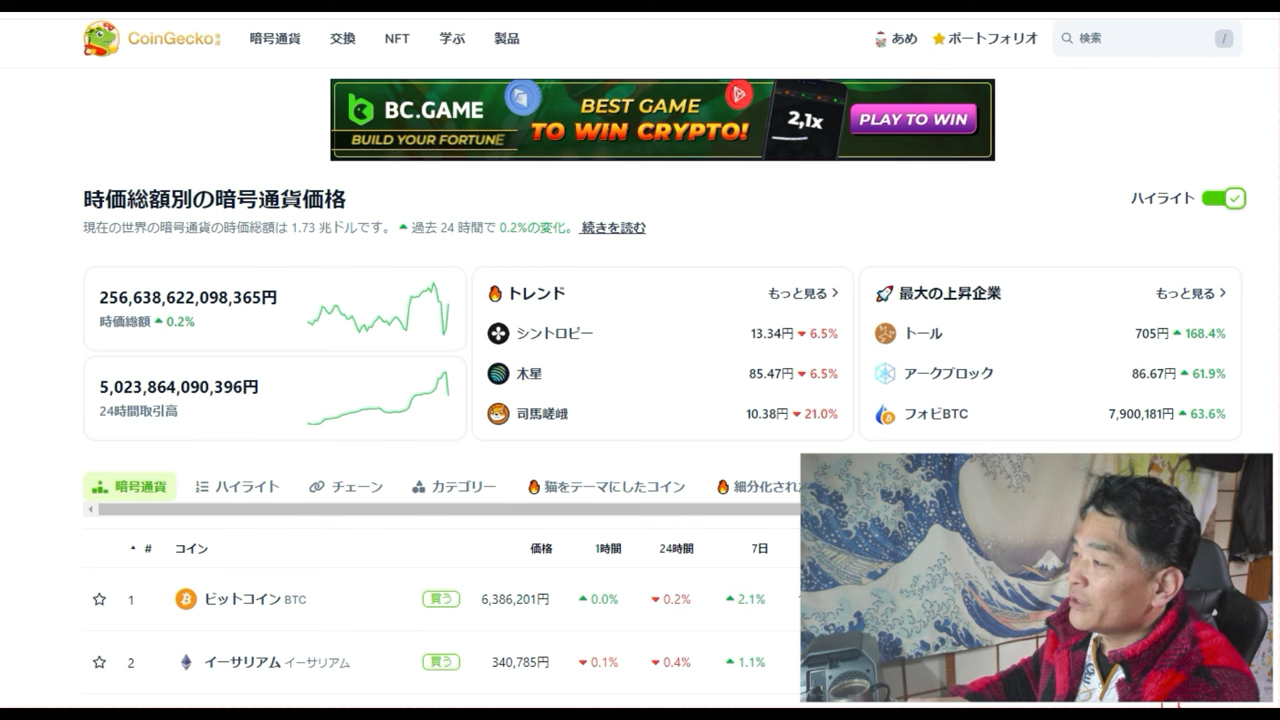 CoinGecko
暗号通貨 交換 NFT 学ぶ 製品 あめ ポートフォリオ 検索 /
BC.GAME
BUILD YOUR FORTUNE
BEST GAME
TO WIN CRYPTO!
2,1x
PLAY TO WIN
時価総額別の暗号通貨価格
ハイライト
現在の世界の暗号通貨の時価総額は 1.73 兆ドルです。 過去 24 時間で 0.2%の変化。 続きを読む
256,638,622,098,365円
時価総額 0.2%
5,023,864,090,396円
24時間取引高
トレンド もっと見る
シントロピー 13.34円 6.5%
木星 85.47円 6.5%
司馬嵯峨 10.38円 21.0%
最大の上昇企業 もっと見る
トール 705円 168.4%
アークブロック 86.67円 61.9%
フォビBTC 7,900,181円 63.6%
暗号通貨 ハイライト チェーン カテゴリー 猫をテーマにしたコイン 細分化され
# コイン 価格 1時間 24時間 7日
1 ビットコイン BTC 買う 6,386,201円 0.0% 0.2% 2.1%
2 イーサリアム イーサリアム 買う 340,785円 0.1% 0.4% 1.1%